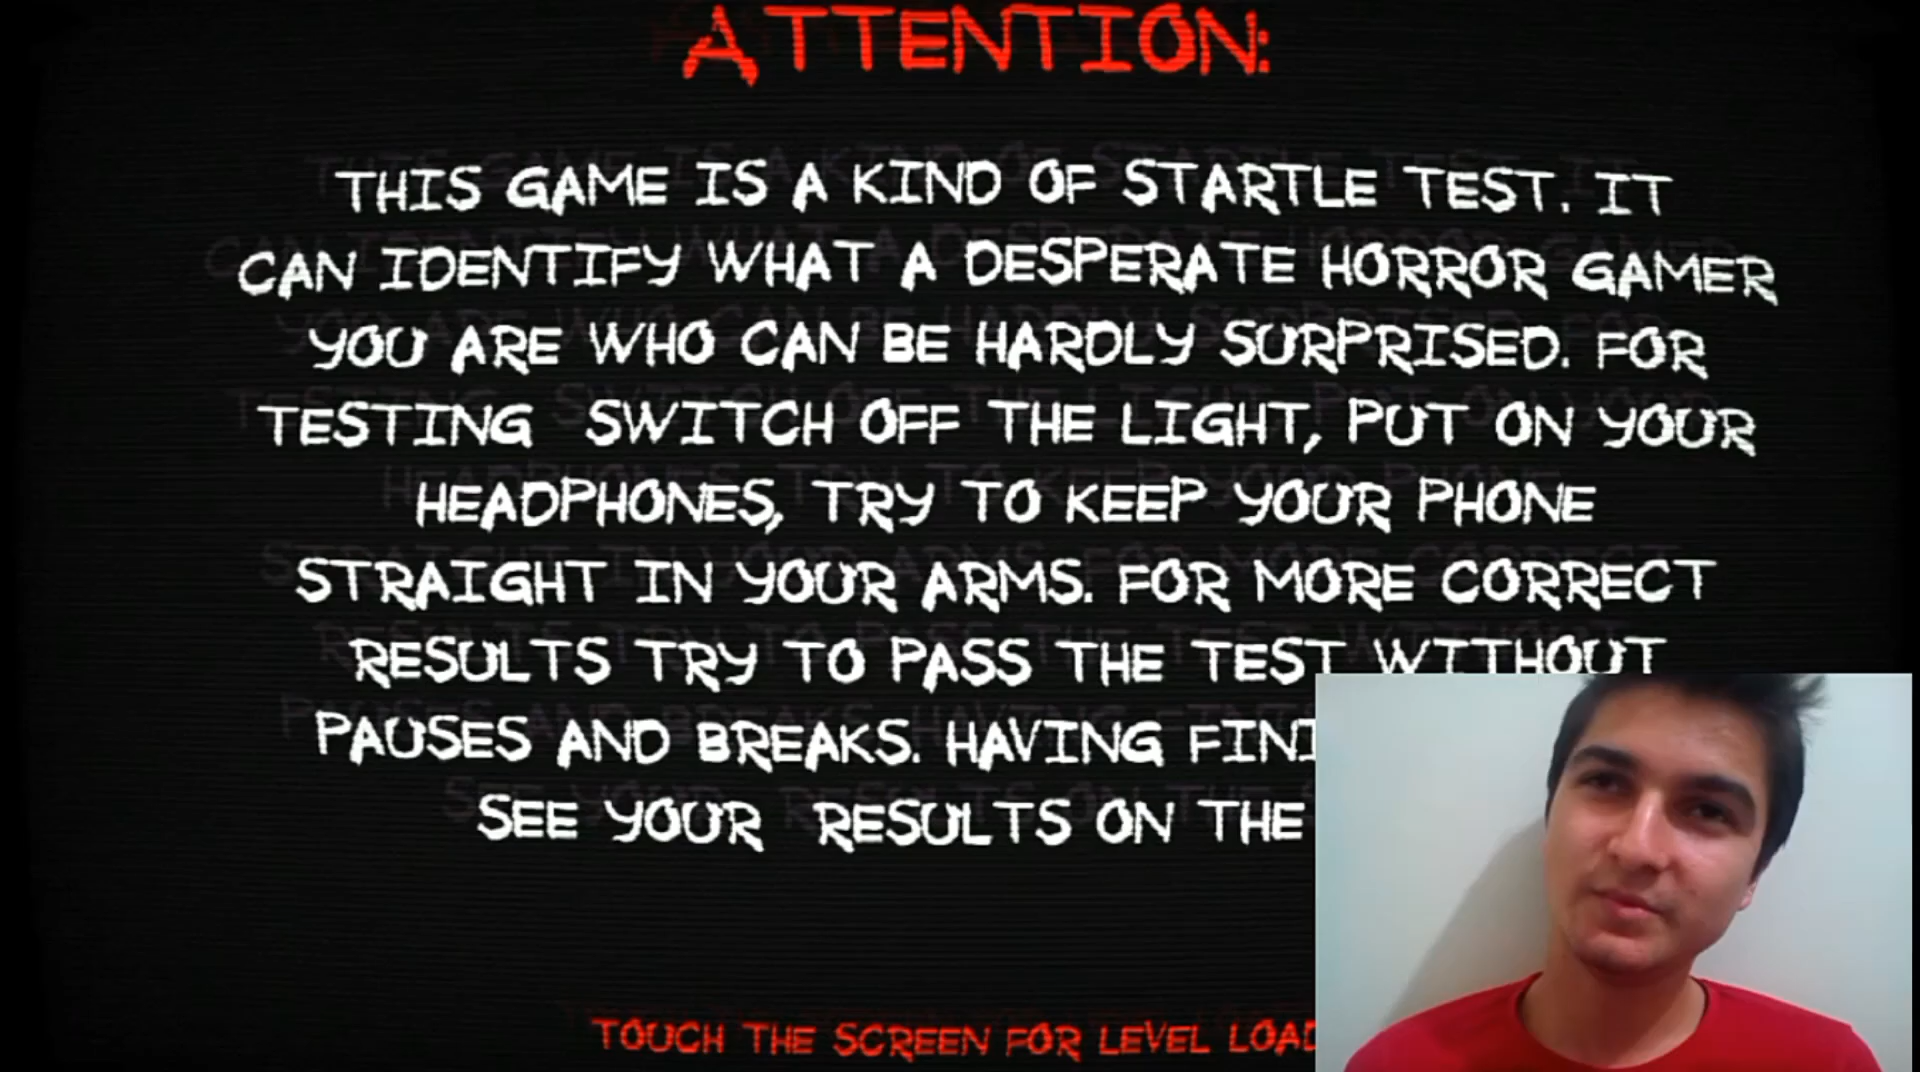 ATTENTION:
THIS GAME IS A KIND OF STARTLE TEST. IT
CAN IDENTIFY WHAT A DESPERATE HORROR GAMER
YOU ARE WHO CAN BE HARDLY SURPRISED. FOR
TESTING SWITCH OFF THE LIGHT, PUT ON YOUR
HEADPHONES, TRY TO KEEP YOUR PHONE
STRAIGHT IN YOUR ARMS. FOR MORE CORRECT
RESULTS TRY TO PASS THE TEST WITHOUT
PAUSES AND BREAKS. HAVING
SEE YOUR RESULTS ON THE
TOUCH THE SCREEN FOR LEVEL